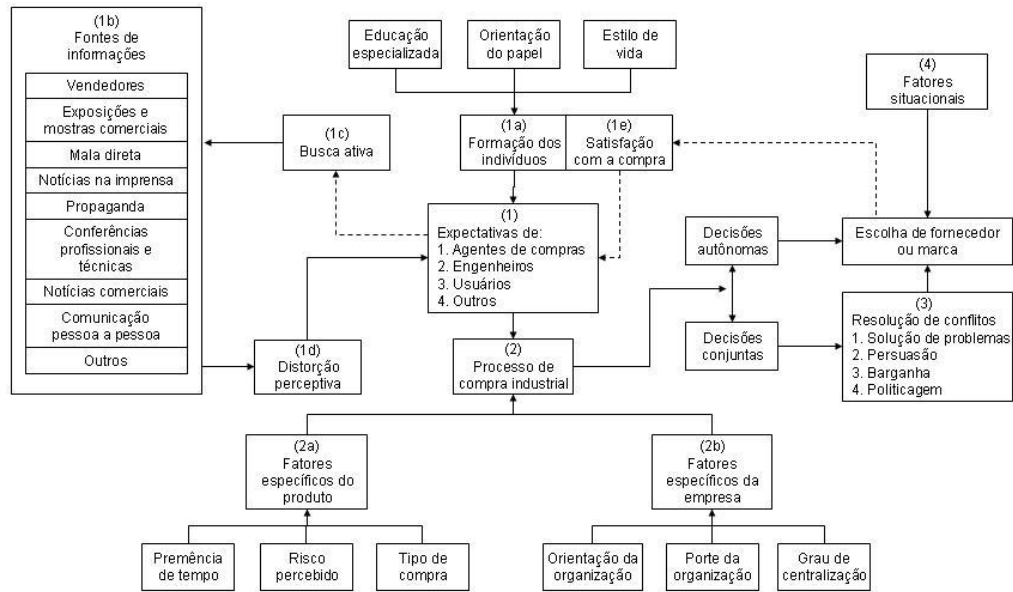 (1b)
Fontes de
informações
Vendedores
Exposições e
mostras comerciais
Mala direta
Notícias na imprensa
Propaganda
Conferências
profissionais e
técnicas
Notícias comerciais
Comunicação
pessoa a pessoa
Outros
(1c)
Busca ativa
(1d)
Distorção
perceptiva
Educação
especializada
Orientação
do papel
Estilo de
vida
(1a)
Formação dos
indivíduos
(1e)
Satisfação
com a compra
(1)
Expectativas de:
1. Agentes de compras
2. Engenheiros
3. Usuários
4. Outros
(2)
Processo de
compra industrial
Decisões
autônomas
Decisões
conjuntas
(4)
Fatores
situacionais
Escolha de fornecedor
ou marca
(3)
Resolução de conflitos
1. Solução de problemas
2. Persuasão
3. Barganha
4. Politicagem
(2a)
Fatores
específicos do
produto
(2b)
Fatores
específicos da
empresa
Premência
de tempo
Risco
percebido
Tipo de
compra
Orientação da
organização
Porte da
organização
Grau de
centralização